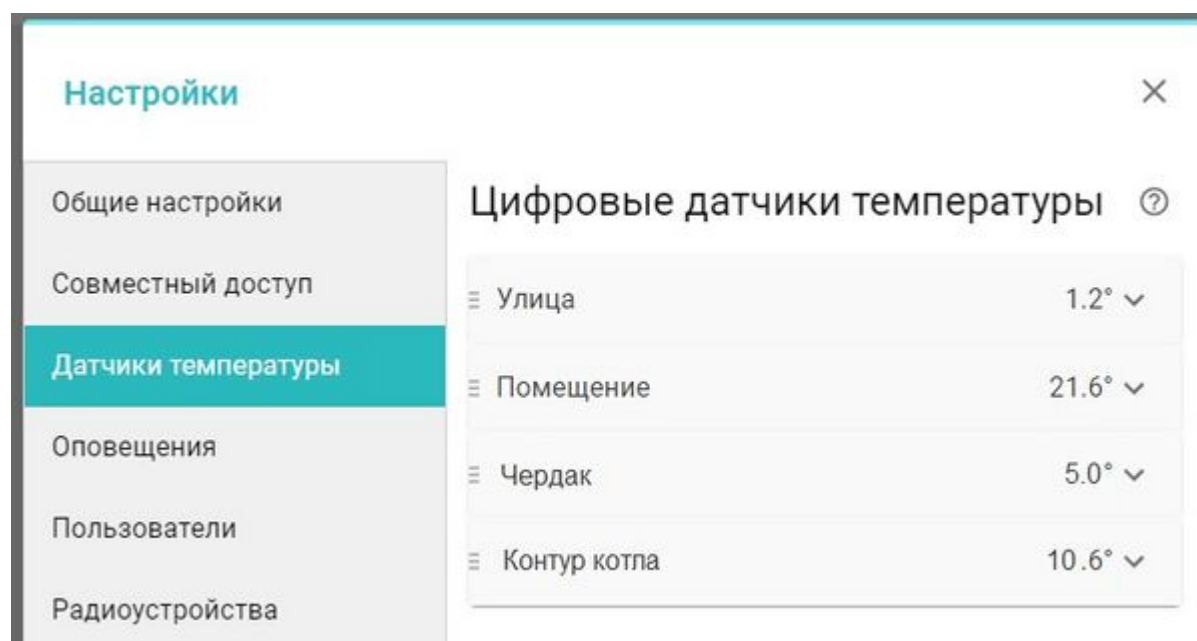 Настройки
Общие настройки
Совместный доступ
Датчики температуры
Оповещения
Пользователи
Радиоустройства
Цифровые датчики температуры
Улица 1.2°
Помещение 21.6°
Чердак 5.0°
Контур котла 10.6°